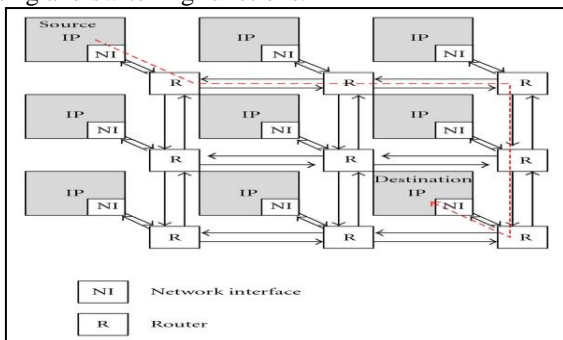 Source
IP IP IP
NI NI NI
R R R
IP IP IP
NI NI NI
R R R
Destination
IP IP IP
NI NI NI
R R R
NI Network interface
R Router